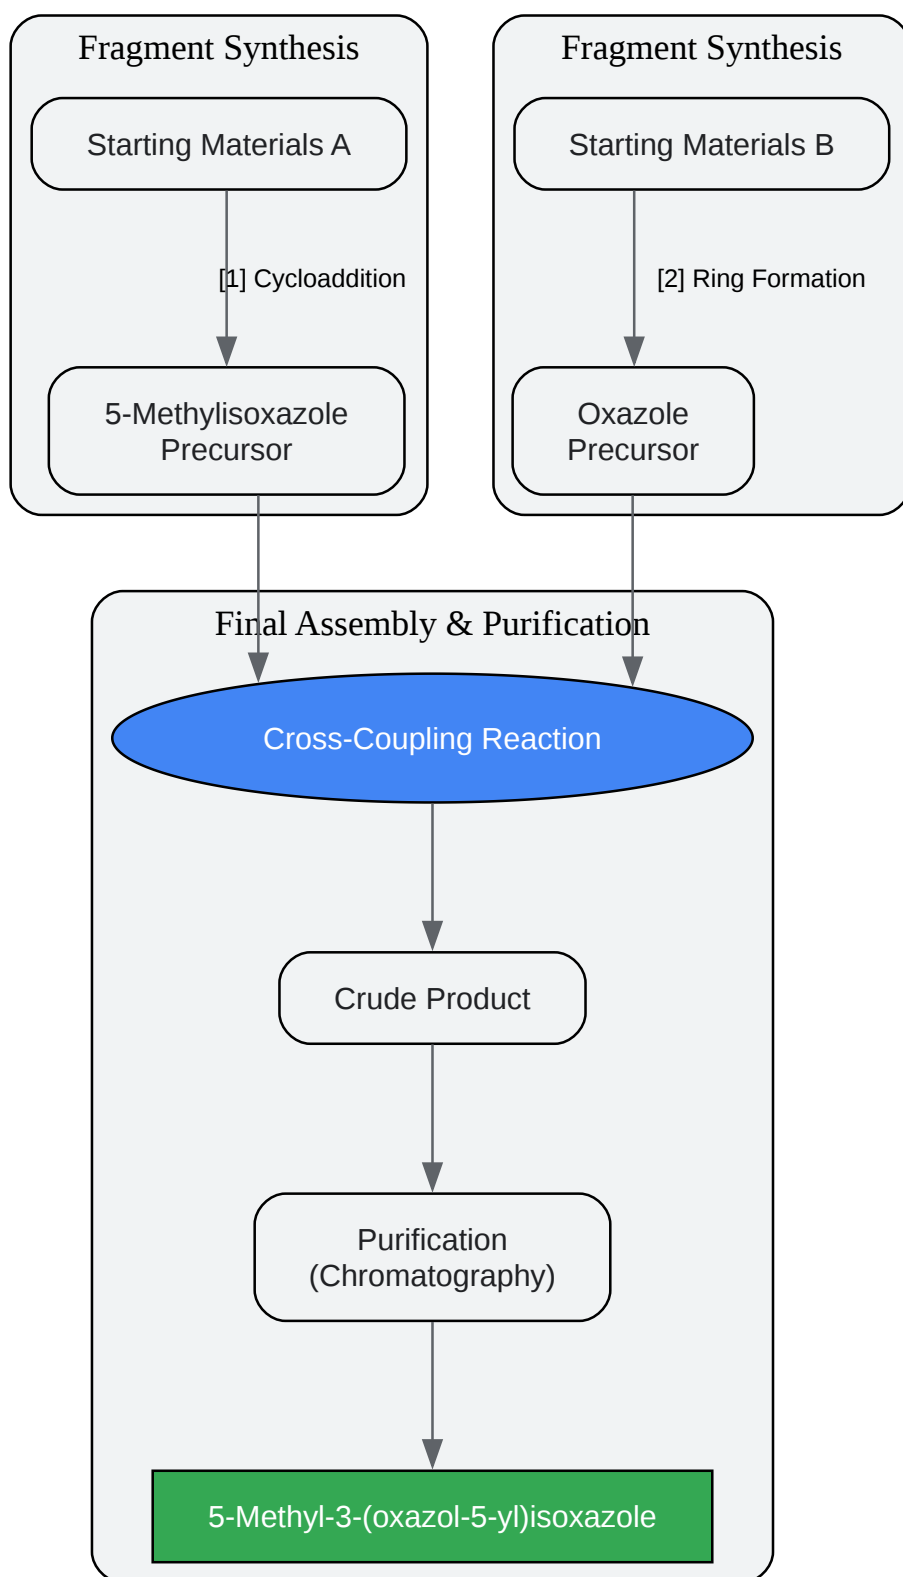 Fragment Synthesis
Starting Materials A
[1] Cycloaddition
5-Methylisoxazole
Precursor
Fragment Synthesis
Starting Materials B
[2] Ring Formation
Oxazole
Precursor
Final Assembly & Purification
Cross-Coupling Reaction
Crude Product
Purification
(Chromatography)
5-Methyl-3-(oxazol-5-yl)isoxazole